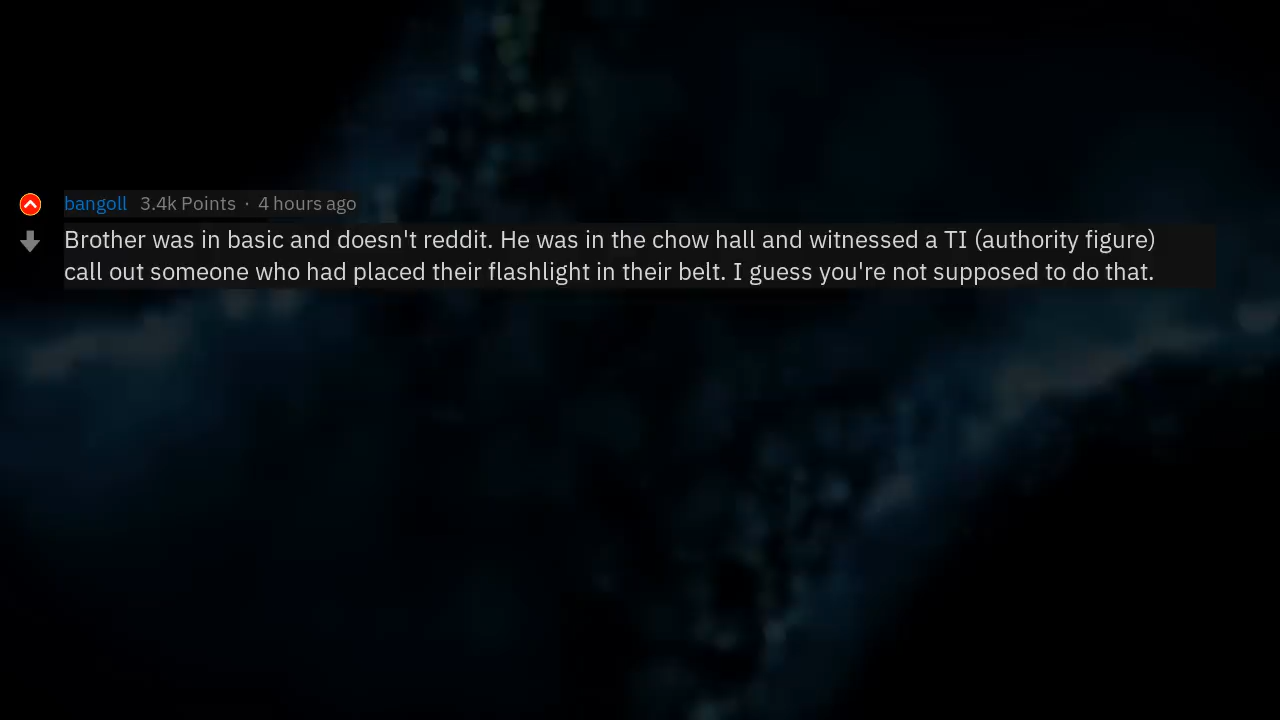 bangoll 3.4k Points · 4 hours ago
Brother was in basic and doesn't reddit. He was in the chow hall and witnessed a TI (authority figure)
call out someone who had placed their flashlight in their belt. I guess you're not supposed to do that.